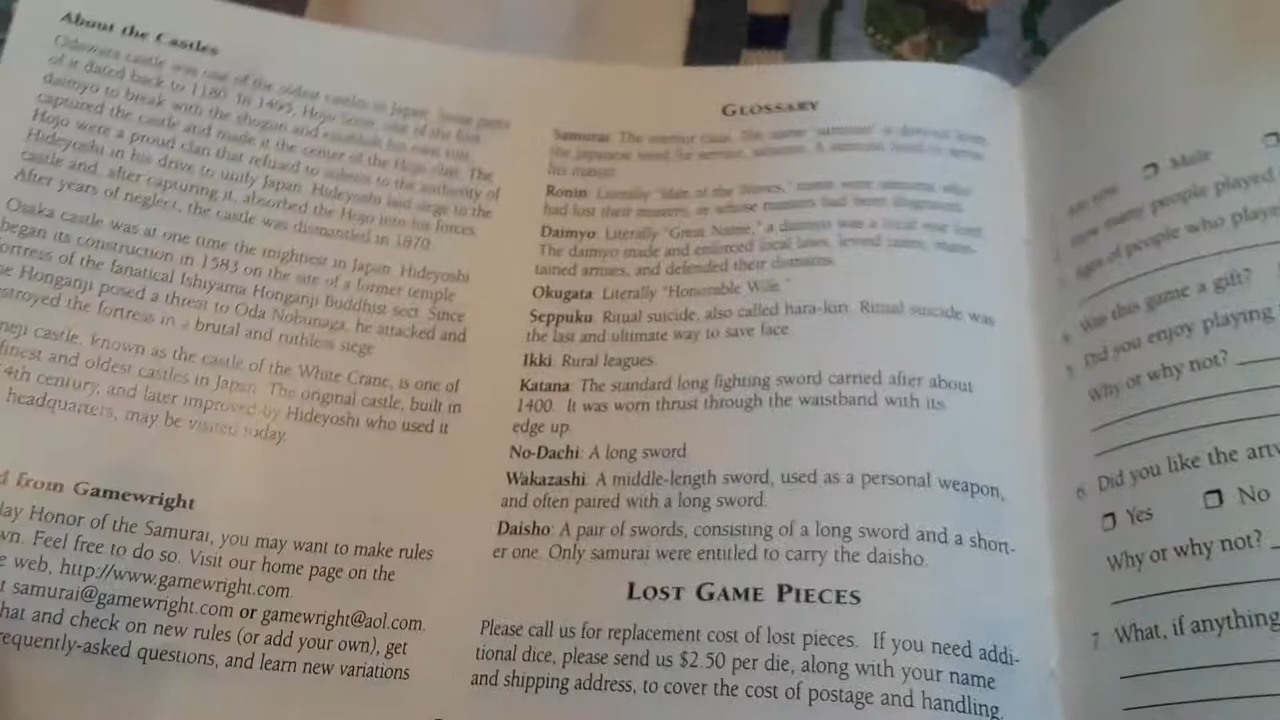 About the Castles
Odawara castle was one of the oldest castles in Japan. Some parts
of it dated back to 1180. In 1495, Hojo Soun, one of the first
daimyo to break with the shogun and establish his own rule,
captured the castle and made it the center of the Hojo clan. The
Hojo were a proud clan that refused to submit to the authority of
Hideyoshi in his drive to unify Japan. Hideyoshi laid siege to the
castle and, after capturing it, absorbed the Hojo into his forces.
After years of neglect, the castle was dismantled in 1870.
Osaka castle was at one time the mightiest in Japan. Hideyoshi
began its construction in 1583 on the site of a former temple
ortress of the fanatical Ishiyama Honganji Buddhist sect. Since
e Honganji posed a threat to Oda Nobunaga, he attacked and
stroyed the fortress in a brutal and ruthless siege
neji castle, known as the castle of the White Crane, is one of
finest and oldest castles in Japan. The original castle, built in
4th century, and later improved by Hideyoshi who used it
headquarters, may be visited today.
d from Gamewright
lay Honor of the Samurai, you may want to make rules
wn. Feel free to do so. Visit our home page on the
e web, http://www.gamewright.com.
t samurai@gamewright.com or gamewright@aol.com.
hat and check on new rules (or add your own), get
requently-asked questions, and learn new variations
GLOSSARY
Samurai: The warrior class. The name "samurai" is derived from
the Japanese word for service, A samurai lived to serve
his master.
Ronin: Literally "Men of the Waves," ronin were samurai who
had lost their masters, or whose masters had been disgraced.
Daimyo: Literally "Great Name," a daimyo was a local war lord.
The daimyo made and enforced local laws, levied taxes, main-
tained armies, and defended their domains.
Okugata: Literally "Honorable Wife."
Seppuku: Ritual suicide, also called hara-kiri. Ritual suicide was
the last and ultimate way to save face.
Ikki: Rural leagues.
Katana: The standard long fighting sword carried after about
1400. It was worn thrust through the waistband with its
edge up.
No-Dachi: A long sword
Wakazashi: A middle-length sword, used as a personal weapon,
and often paired with a long sword.
Daisho: A pair of swords, consisting of a long sword and a short-
er one. Only samurai were entitled to carry the daisho.
LOST GAME PIECES
Please call us for replacement cost of lost pieces. If you need addi-
tional dice, please send us $2.50 per die, along with your name
and shipping address, to cover the cost of postage and handling.
Male
How many people played
Ages of people who playe
Was this game a gift?
Did you enjoy playing
Why or why not?
6 Did you like the artw
Yes No
Why or why not?
7 What, if anything